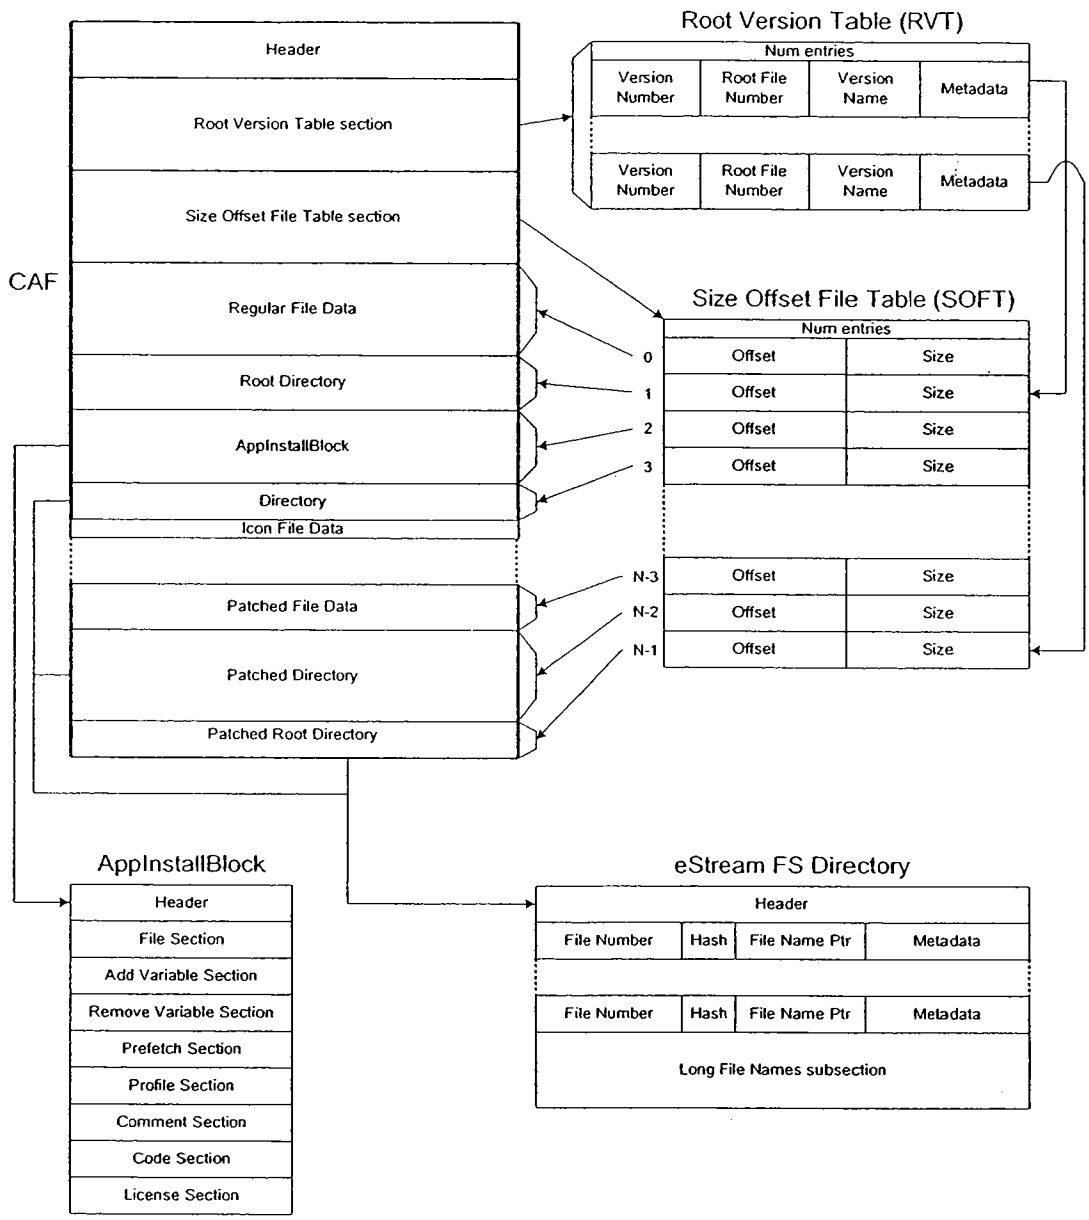 CAF
Header
Root Version Table section
Size Offset File Table section
Regular File Data
Root Directory
AppInstallBlock
Directory
Icon File Data
Patched File Data
Patched Directory
Patched Root Directory
Root Version Table (RVT)
Num entries
Version Number
Root File Number
Version Name
Metadata
Version Number
Root File Number
Version Name
Metadata
Size Offset File Table (SOFT)
Num entries
0 Offset Size
1 Offset Size
2 Offset Size
3 Offset Size
N-3 Offset Size
N-2 Offset Size
N-1 Offset Size
AppInstallBlock
Header
File Section
Add Variable Section
Remove Variable Section
Prefetch Section
Profile Section
Comment Section
Code Section
License Section
eStream FS Directory
Header
File Number Hash File Name Ptr Metadata
File Number Hash File Name Ptr Metadata
Long File Names subsection